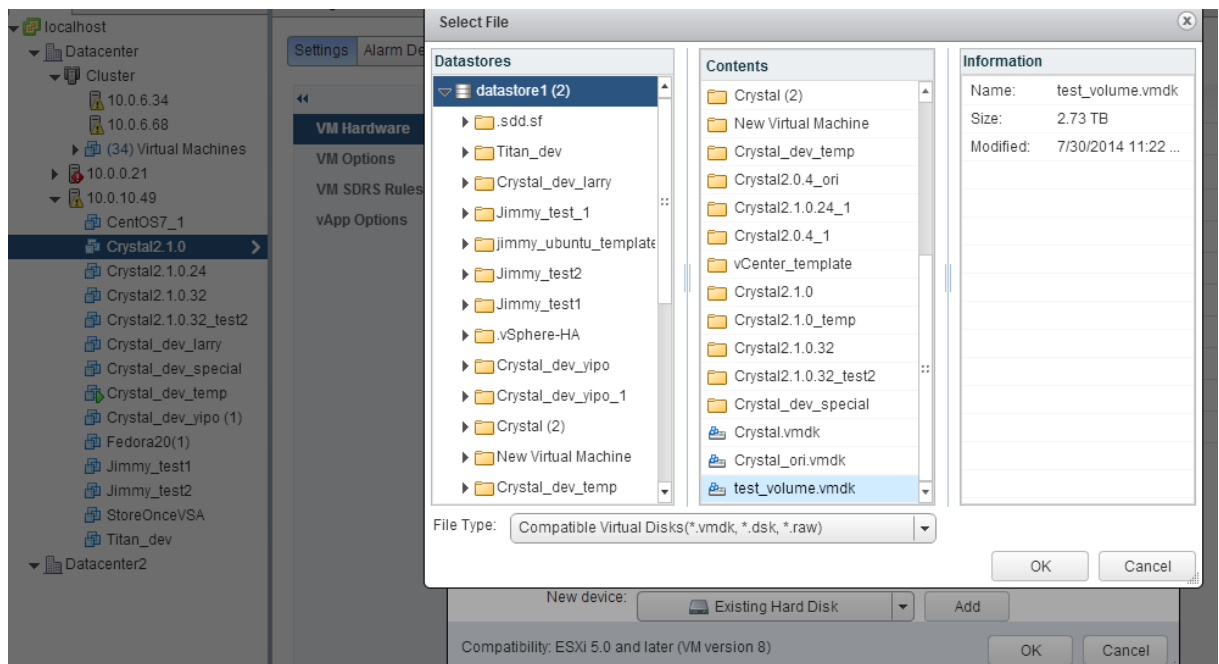 localhost
Datacenter
Cluster
10.0.6.34
10.0.6.68
(34) Virtual Machines
10.0.0.21
10.0.10.49
CentOS7_1
Crystal2.1.0
Crystal2.1.0.24
Crystal2.1.0.32
Crystal2.1.0.32_test2
Crystal_dev_larry
Crystal_dev_special
Crystal_dev_temp
Crystal_dev_yipo (1)
Fedora20(1)
Jimmy_test1
Jimmy_test2
StoreOnceVSA
Titan_dev
Datacenter2
Settings Alarm De
VM Hardware
VM Options
VM SDRS Rules
vApp Options
Select File
Datastores
datastore1 (2)
.sdd.sf
Titan_dev
Crystal_dev_larry
Jimmy_test_1
jimmy_ubuntu_template
Jimmy_test2
Jimmy_test1
.vSphere-HA
Crystal_dev_yipo
Crystal_dev_yipo_1
Crystal (2)
New Virtual Machine
Crystal_dev_temp
Contents
Crystal (2)
New Virtual Machine
Crystal_dev_temp
Crystal2.0.4_ori
Crystal2.1.0.24_1
Crystal2.0.4_1
vCenter_template
Crystal2.1.0
Crystal2.1.0_temp
Crystal2.1.0.32
Crystal2.1.0.32_test2
Crystal_dev_special
Crystal.vmdk
Crystal_ori.vmdk
test_volume.vmdk
Information
Name: test_volume.vmdk
Size: 2.73 TB
Modified: 7/30/2014 11:22 ...
File Type: Compatible Virtual Disks(*.vmdk, *.dsk, *.raw)
OK Cancel
New device: Existing Hard Disk Add
Compatibility: ESXi 5.0 and later (VM version 8) OK Cancel